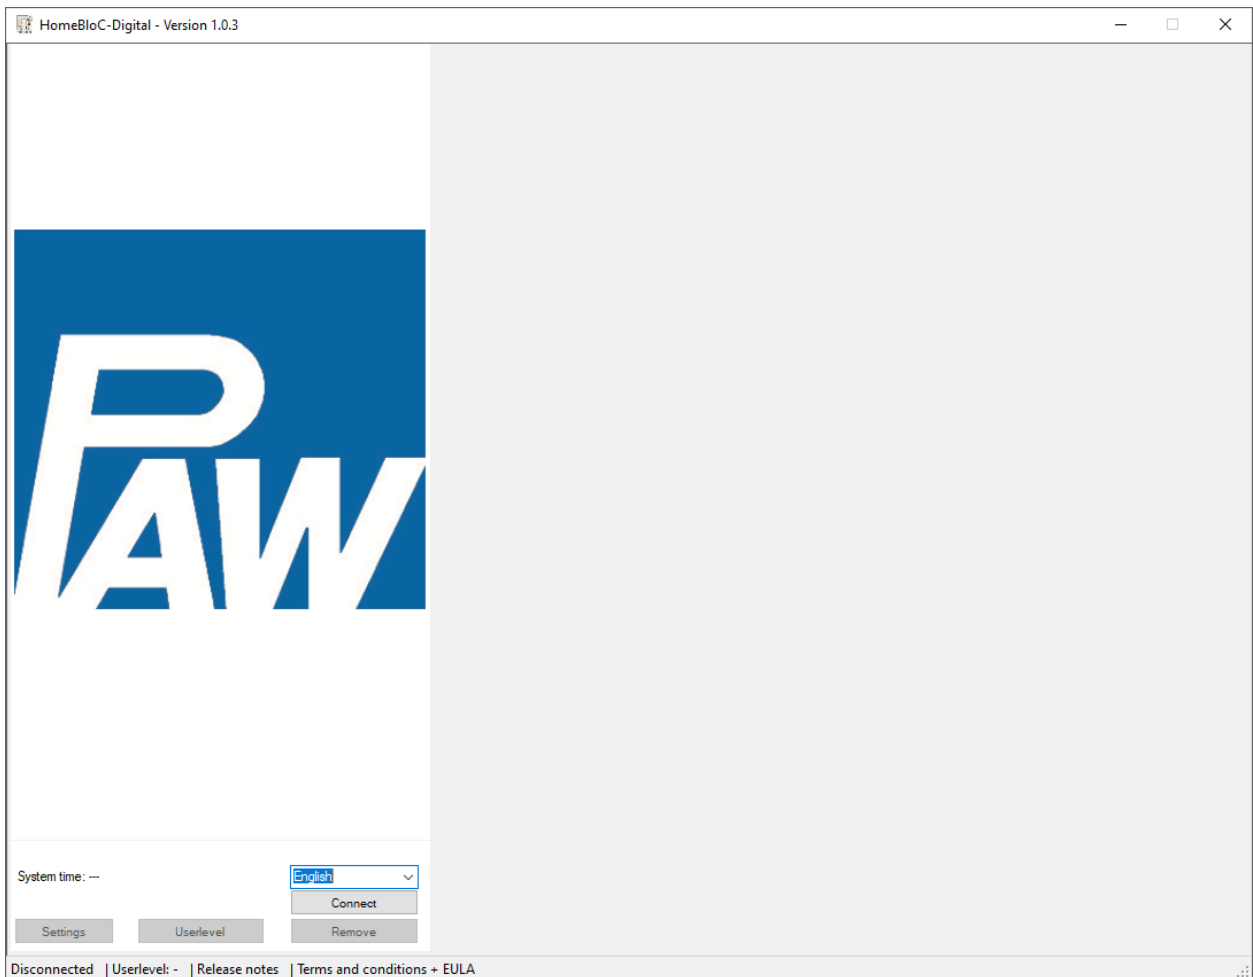 HomeBloC-Digital - Version 1.0.3
PAW
System time: ---
English
Connect
Settings Userlevel Remove
Disconnected | Userlevel: - | Release notes | Terms and conditions + EULA